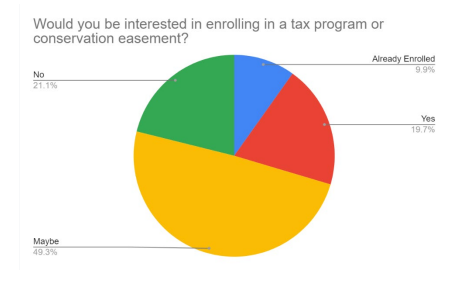 Would you be interested in enrolling in a tax program or
conservation easement?
Already Enrolled
9.9%
No
21.1%
Yes
19.7%
Maybe
49.3%